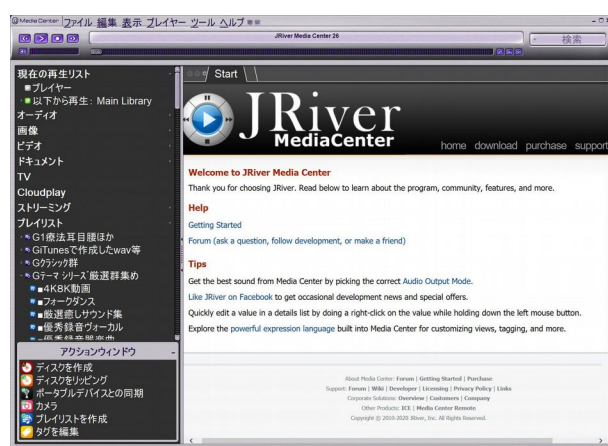 Media Center ファイル 編集 表示 プレイヤー ツール ヘルプ
JRiver Media Center 26
検索
現在の再生リスト
■プレイヤー
■以下から再生: Main Library
オーディオ
画像
ビデオ
ドキュメント
TV
Cloudplay
ストリーミング
プレイリスト
G1療法耳目腰ほか
GiTunesで作成したwav等
Gクラシック群
Gテーマ シリーズ厳選群集め
■4K8K動画
■フォークダンス
■厳選癒しサウンド集
■優秀録音ヴォーカル
アクションウィンドウ
ディスクを作成
ディスクをリッピング
ポータブルデバイスとの同期
カメラ
プレイリストを作成
タグを編集
Start
JRiver
MediaCenter
home download purchase support
Welcome to JRiver Media Center
Thank you for choosing JRiver. Read below to learn about the program, community, features, and more.
Help
Getting Started
Forum (ask a question, follow development, or make a friend)
Tips
Get the best sound from Media Center by picking the correct Audio Output Mode.
Like JRiver on Facebook to get occasional development news and special offers.
Quickly edit a value in a details list by doing a right-click on the value while holding down the left mouse button.
Explore the powerful expression language built into Media Center for customizing views, tagging, and more.
About Media Center: Forum | Getting Started | Purchase
Support: Forum | Wiki | Developer | Licensing | Privacy Policy | Links
Corporate Solutions: Overview | Customers | Company
Other Products: ICE | Media Center Remote
Copyright © 2010-2020 JRiver, Inc. All Rights Reserved.